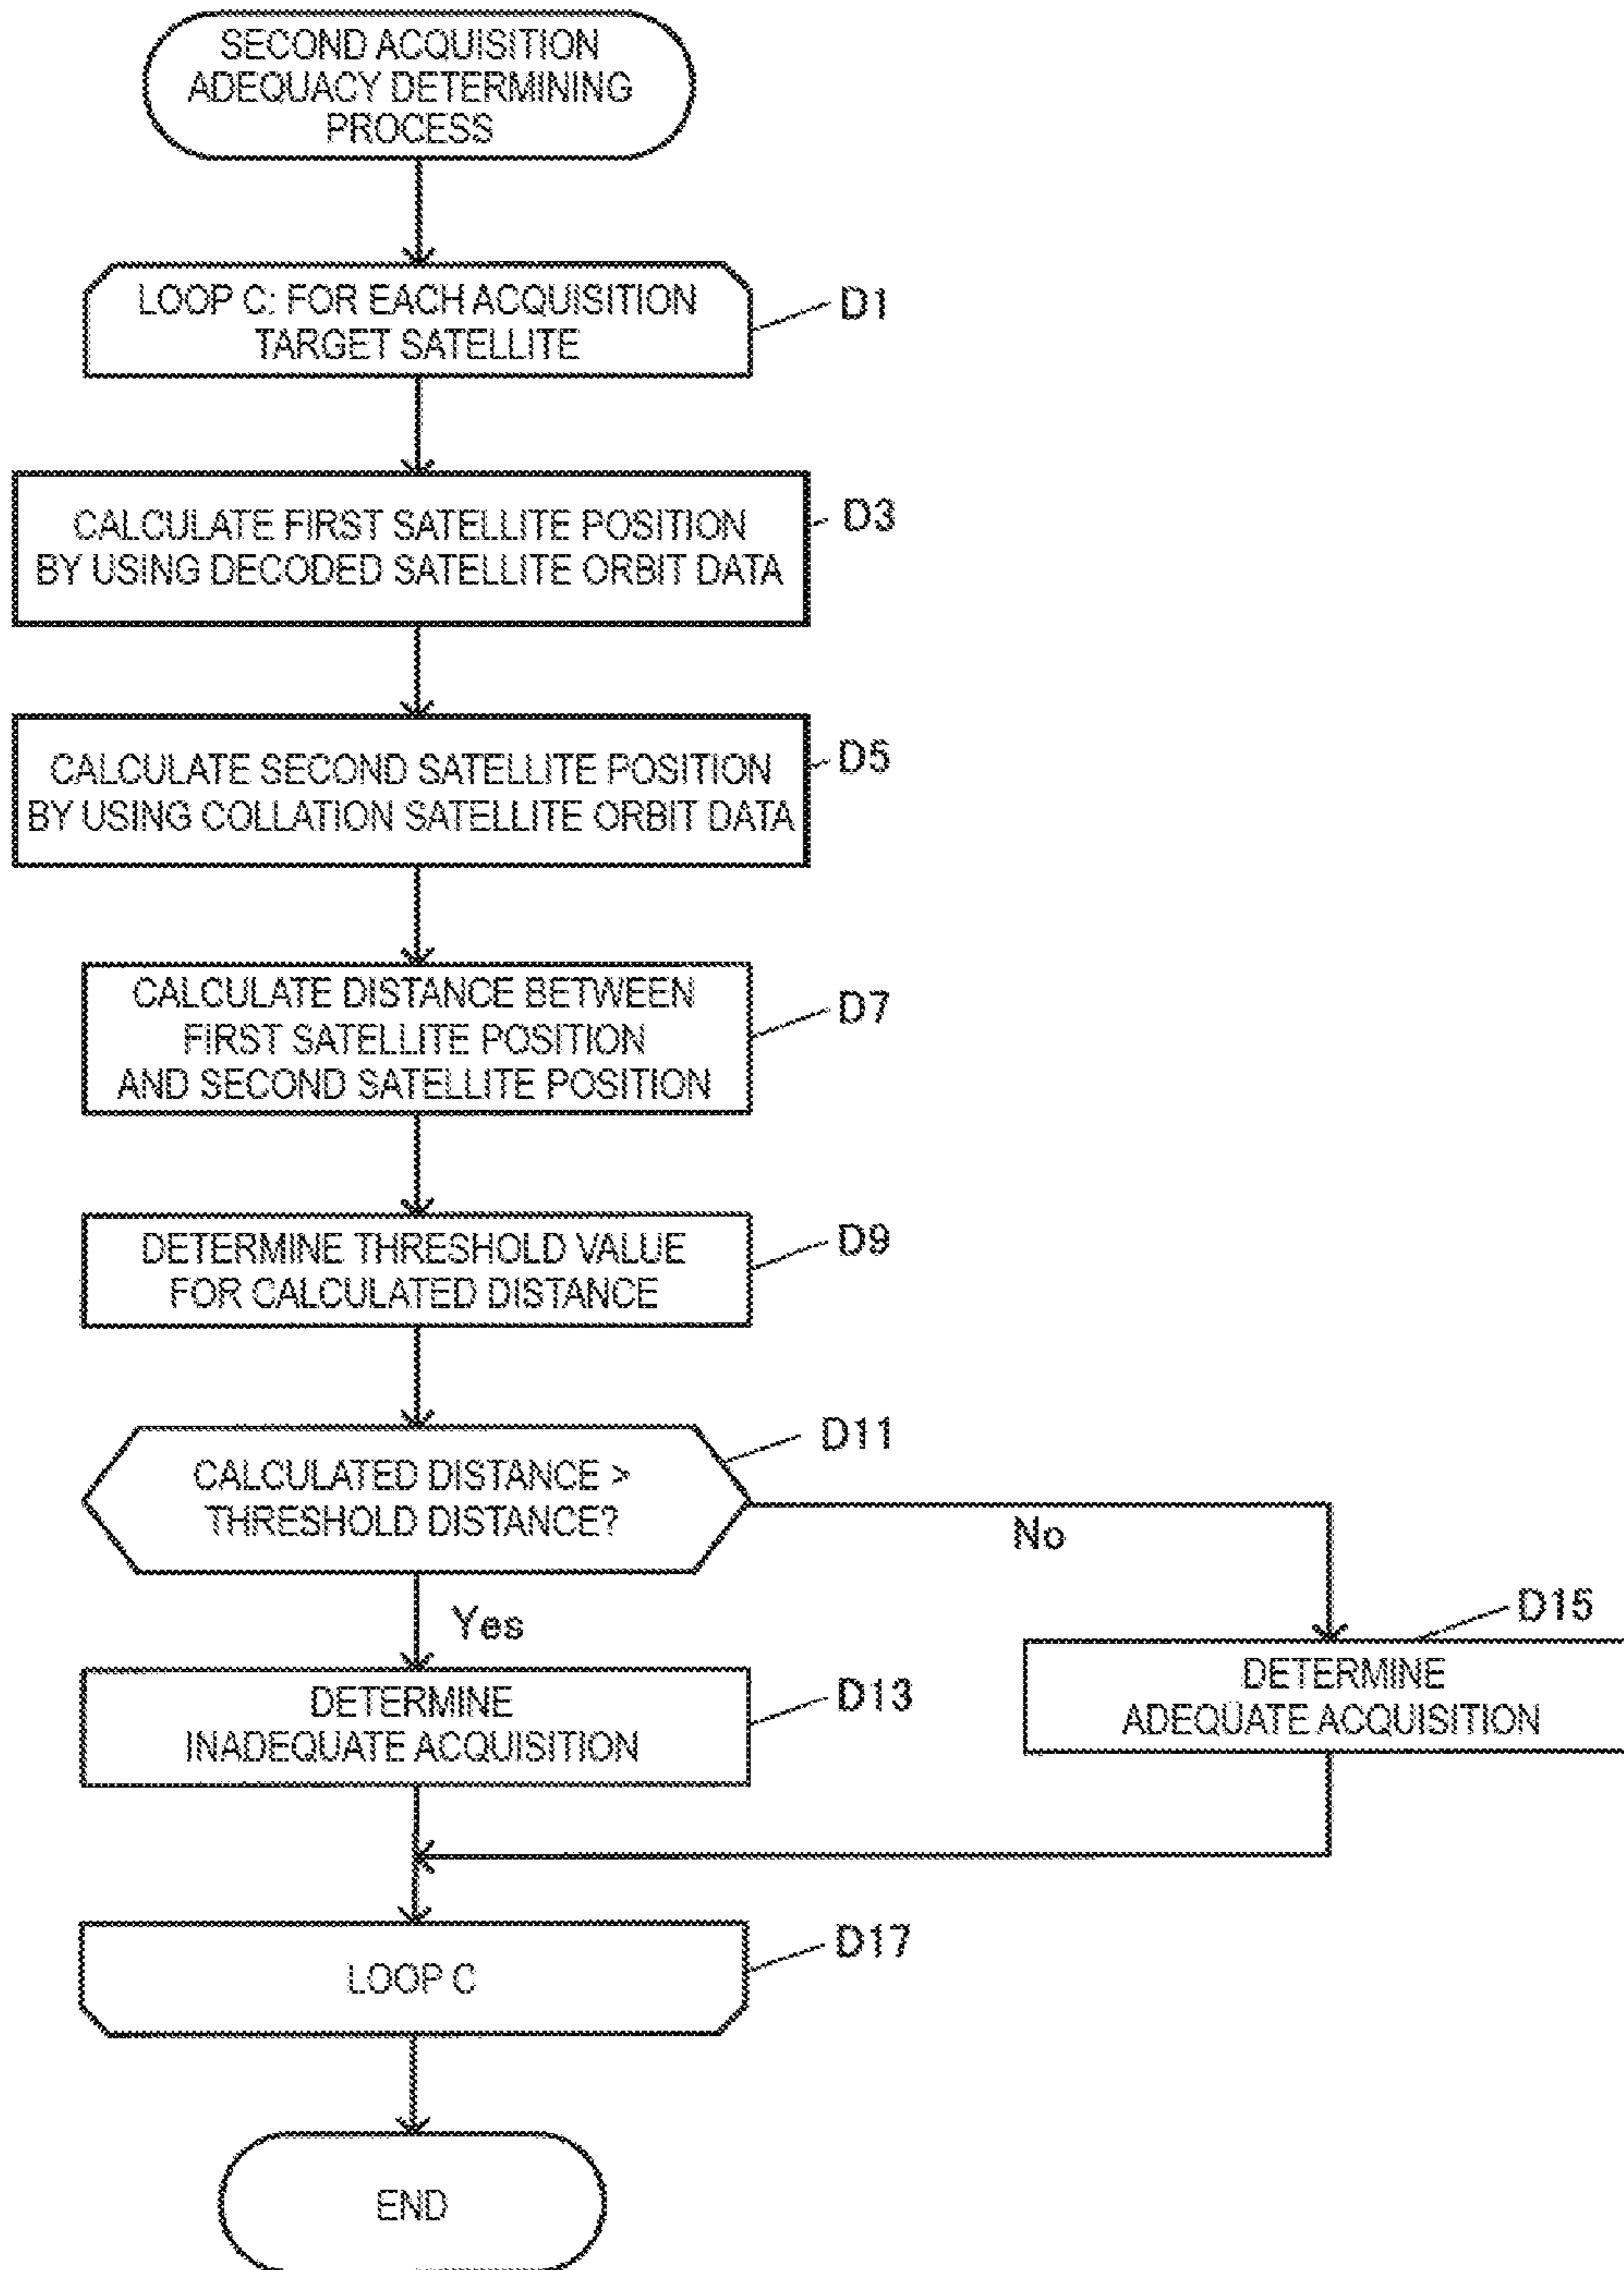 SECOND ACQUISITION
ADEQUACY DETERMINING
PROCESS
LOOP C: FOR EACH ACQUISITION
TARGET SATELLITE
D1
CALCULATE FIRST SATELLITE POSITION
BY USING DECODED SATELLITE ORBIT DATA
D3
CALCULATE SECOND SATELLITE POSITION
BY USING COLLATION SATELLITE ORBIT DATA
D5
CALCULATE DISTANCE BETWEEN
FIRST SATELLITE POSITION
AND SECOND SATELLITE POSITION
D7
DETERMINE THRESHOLD VALUE
FOR CALCULATED DISTANCE
D9
CALCULATED DISTANCE >
THRESHOLD DISTANCE?
D11
No
Yes
DETERMINE
INADEQUATE ACQUISITION
D13
DETERMINE
ADEQUATE ACQUISITION
D15
LOOP C
D17
END